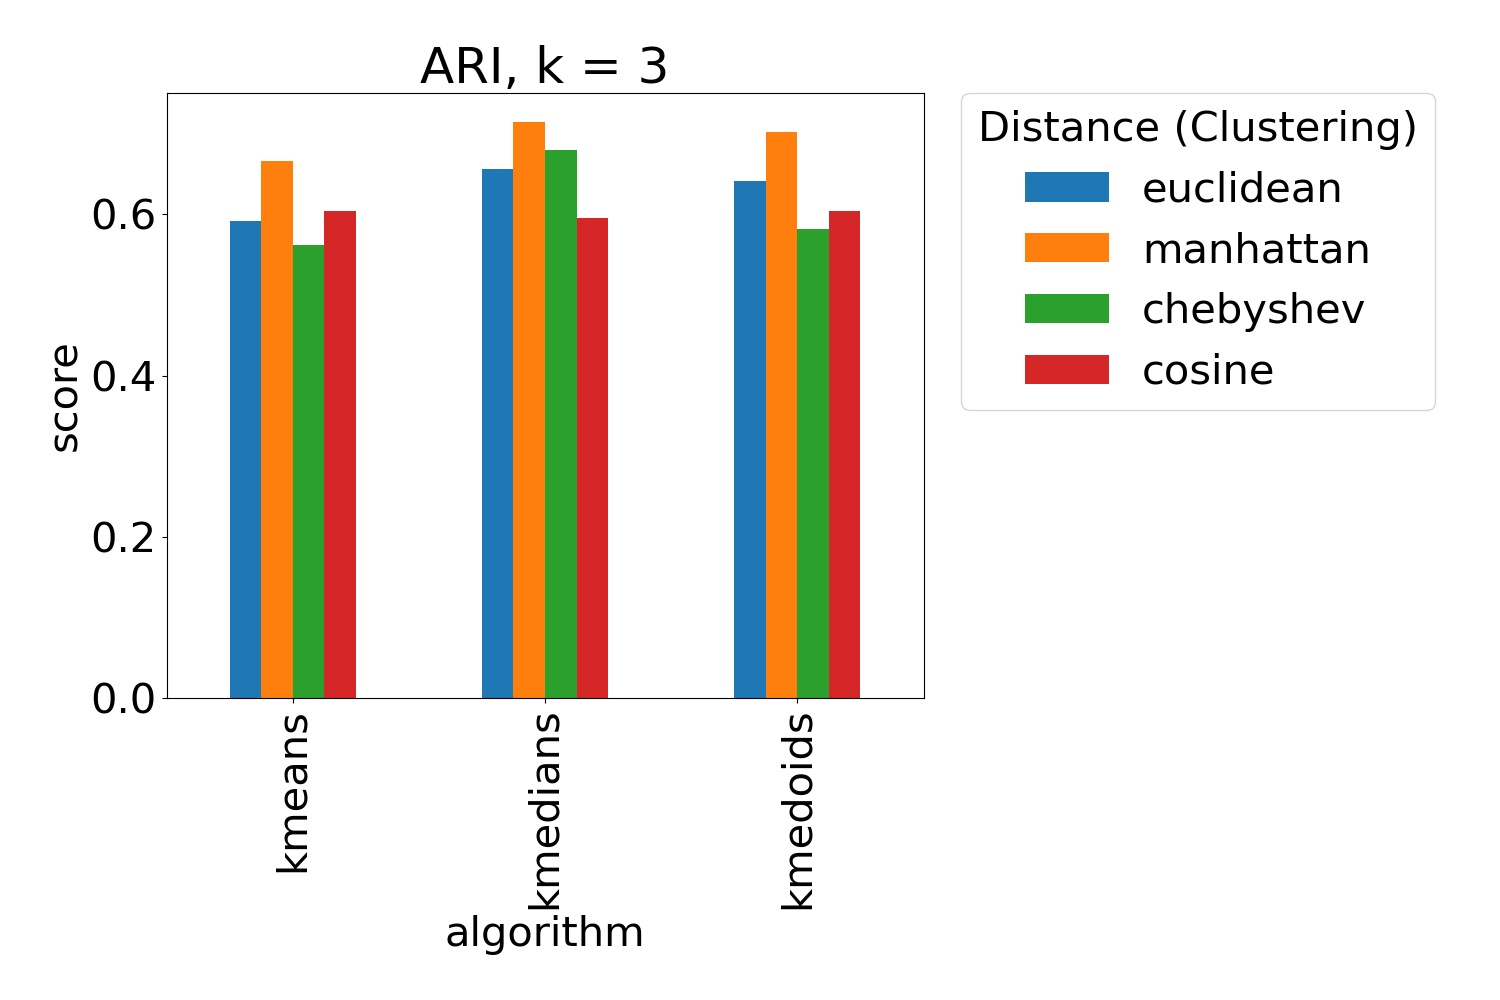 ARI, k = 3
score
0.6
0.4
0.2
0.0
kmeans
kmedians
kmedoids
algorithm
Distance (Clustering)
euclidean
manhattan
chebyshev
cosine